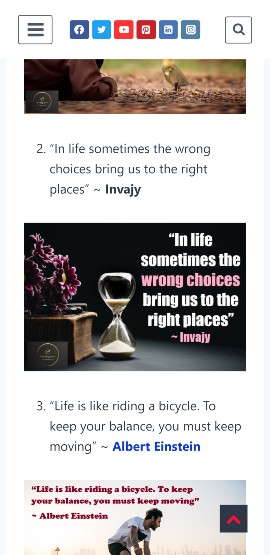 2. “In life sometimes the wrong
choices bring us to the right
places” ~ Invajy
“In life
sometimes the
wrong choices
bring us to the
right places”
~ Invajy
3. “Life is like riding a bicycle. To
keep your balance, you must keep
moving” ~ Albert Einstein
“Life is like riding a bicycle. To keep
your balance, you must keep moving”
~ Albert Einstein